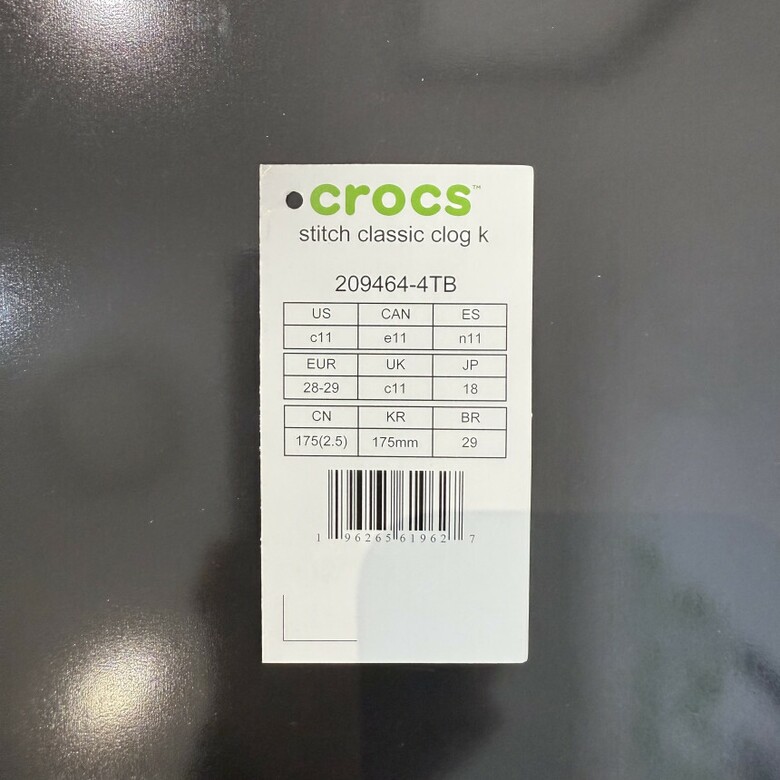 crocs™
stitch classic clog k
209464-4TB
US CAN ES
c11 e11 n11
EUR UK JP
28-29 c11 18
CN KR BR
175(2.5) 175mm 29
1 96265 61962 7